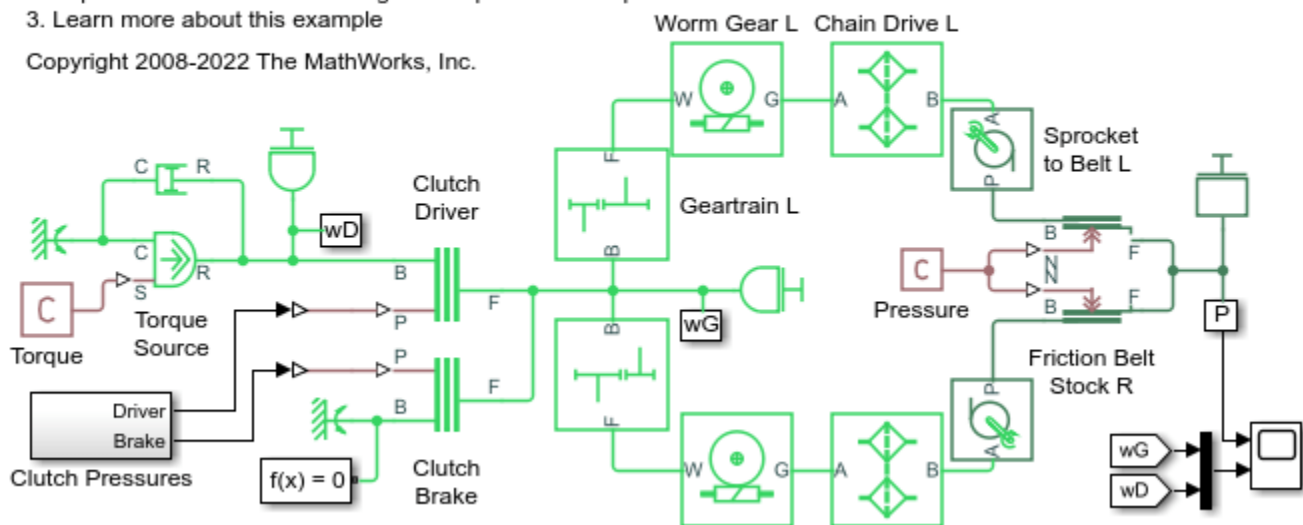 3. Learn more about this example
Copyright 2008-2022 The MathWorks, Inc.
Worm Gear L
Chain Drive L
W
G
A
B
A
Sprocket
to Belt L
P
F
Geartrain L
B
C
R
wD
C
R
S
C
Torque
Torque
Source
Clutch
Driver
B
F
P
P
F
B
Clutch
Brake
Driver
Brake
Clutch Pressures
f(x) = 0
wG
B
F
W
G
A
B
C
Pressure
B
N
F
N
B
F
P
Friction Belt
Stock R
P
A
wG
wD